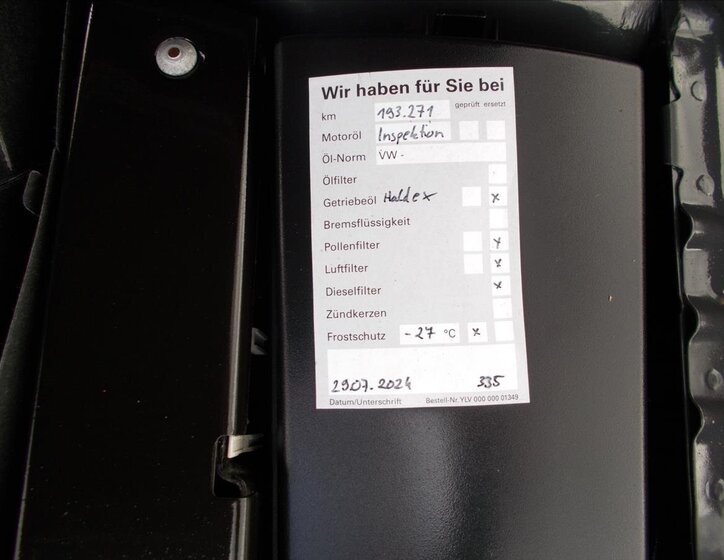 Wir haben für Sie bei
km 193.271 geprüft ersetzt
Motoröl Inspektion
Öl-Norm VW -
Ölfilter
Getriebeöl Haldex x
Bremsflüssigkeit
Pollenfilter x
Luftfilter x
Dieselfilter x
Zündkerzen
Frostschutz -27 °C x
29.07.2024 335
Datum/Unterschrift Bestell-Nr. YLV 000 000 01349